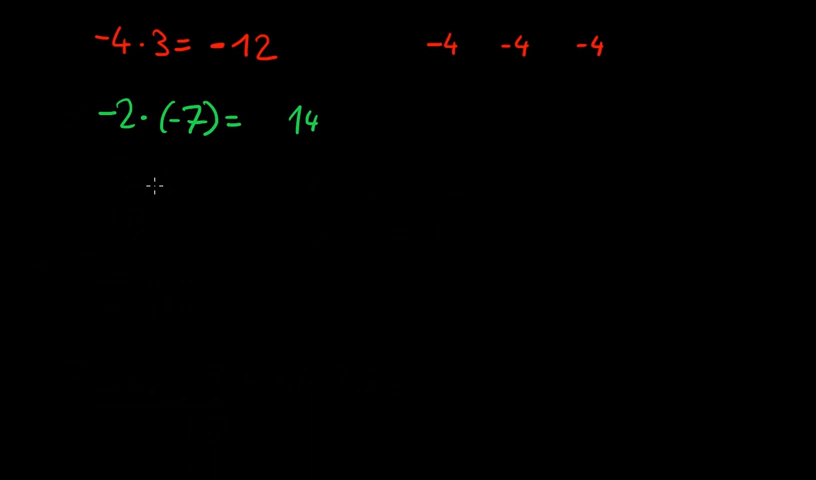 -4 · 3 = -12 -4 -4 -4
-2 · (-7) = 14